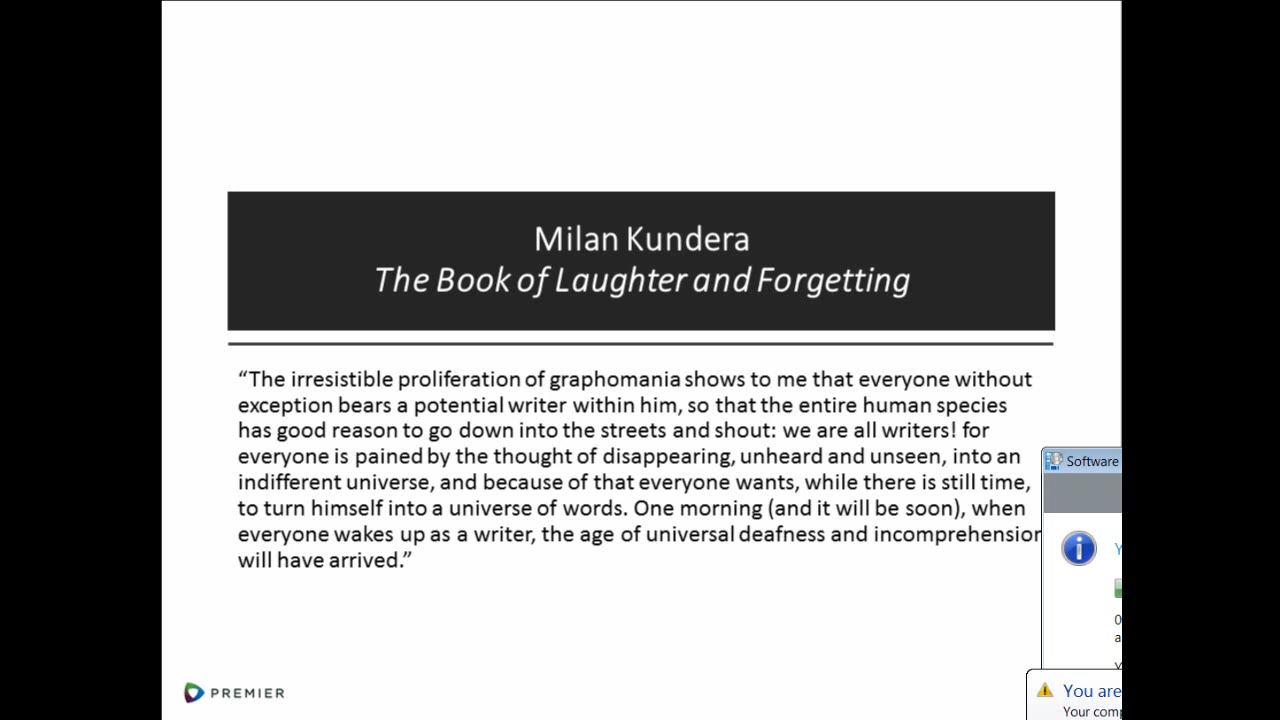 Milan Kundera
The Book of Laughter and Forgetting
“The irresistible proliferation of graphomania shows to me that everyone without
exception bears a potential writer within him, so that the entire human species
has good reason to go down into the streets and shout: we are all writers! for
everyone is pained by the thought of disappearing, unheard and unseen, into an
indifferent universe, and because of that everyone wants, while there is still time,
to turn himself into a universe of words. One morning (and it will be soon), when
everyone wakes up as a writer, the age of universal deafness and incomprehension
will have arrived.”
Software
PREMIER
You are
Your